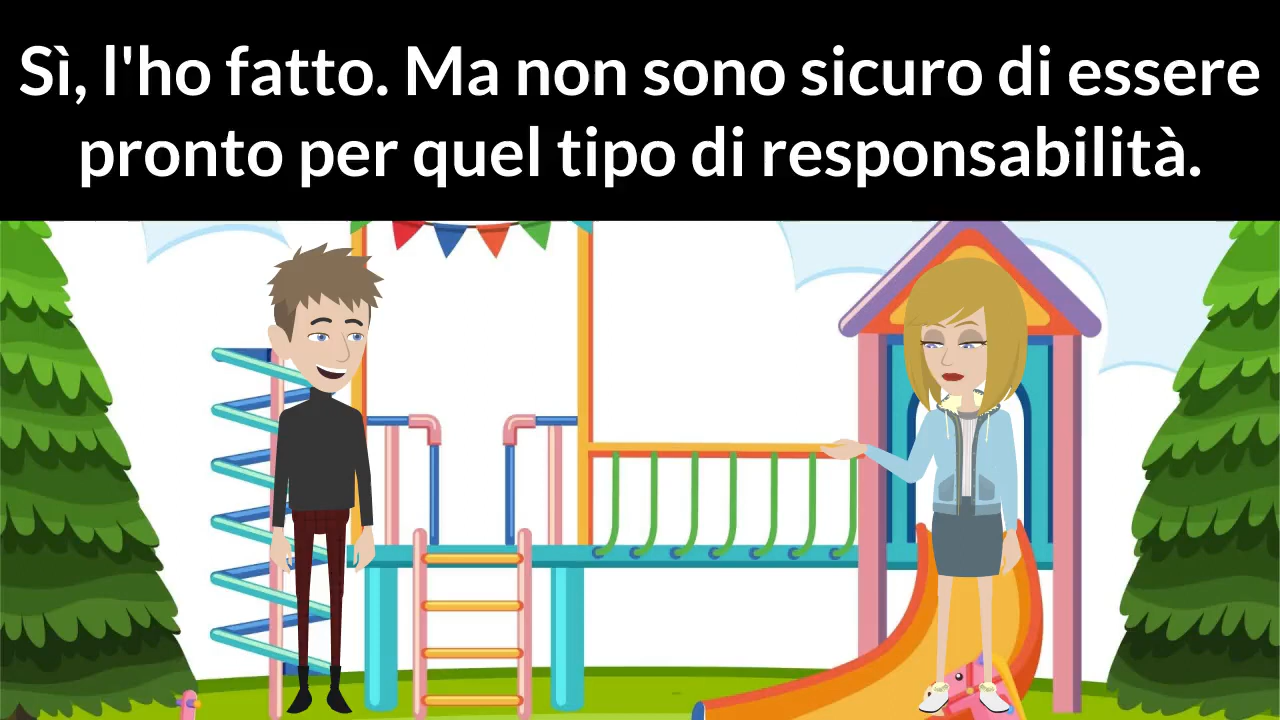 Sì, l'ho fatto. Ma non sono sicuro di essere
pronto per quel tipo di responsabilità.